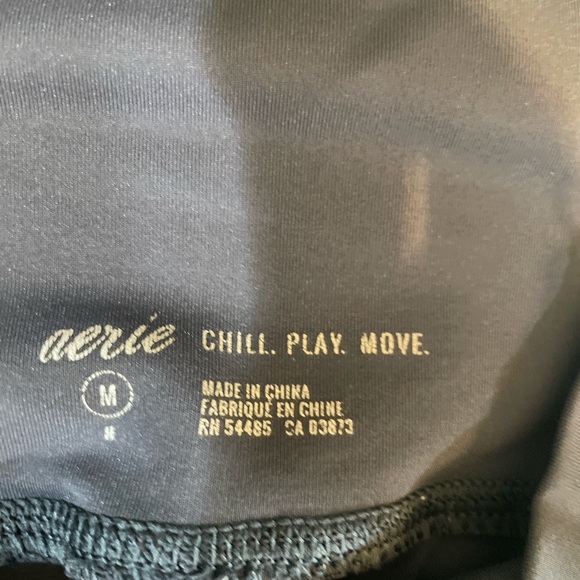 aerie CHILL. PLAY. MOVE.
M
MADE IN CHINA
FABRIQUÉ EN CHINE
RN 54485 CA 03873